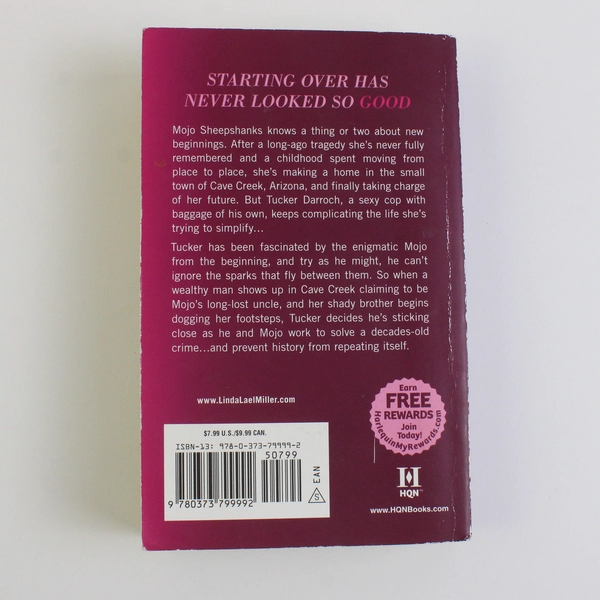 STARTING OVER HAS
NEVER LOOKED SO GOOD
Mojo Sheepshanks knows a thing or two about new
beginnings. After a long-ago tragedy she's never fully
remembered and a childhood spent moving from
place to place, she's making a home in the small
town of Cave Creek, Arizona, and finally taking charge
of her future. But Tucker Darroch, a sexy cop with
baggage of his own, keeps complicating the life she's
trying to simplify...
Tucker has been fascinated by the enigmatic Mojo
from the beginning, and try as he might, he can't
ignore the sparks that fly between them. So when a
wealthy man shows up in Cave Creek claiming to be
Mojo's long-lost uncle, and her shady brother begins
dogging her footsteps, Tucker decides he's sticking
close as he and Mojo work to solve a decades-old
crime...and prevent history from repeating itself.
www.LindaLaelMiller.com
Earn
FREE
REWARDS
Join
Today!
HarlequinMyRewards.com
$7.99 U.S./$9.99 CAN.
ISBN-13: 978-0-373-79999-2
50799
EAN
S
9 780373 799992
H
HQN™
www.HQNBooks.com